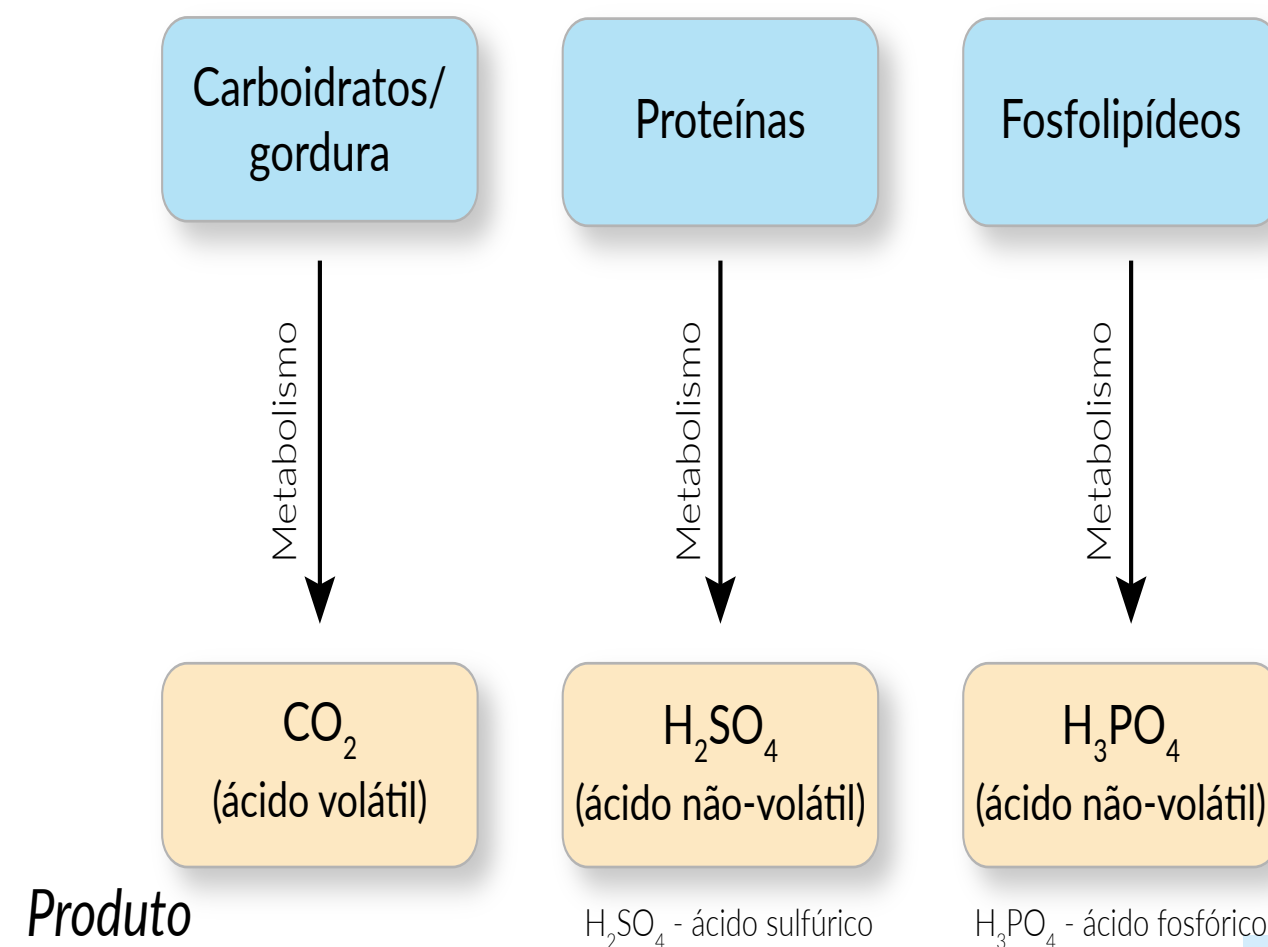 Carboidratos/
gordura
Proteínas
Fosfolipídeos
Metabolismo
Metabolismo
Metabolismo
CO₂
(ácido volátil)
H₂SO₄
(ácido não-volátil)
H₃PO₄
(ácido não-volátil)
Produto
H₂SO₄ - ácido sulfúrico
H₃PO₄ - ácido fosfórico